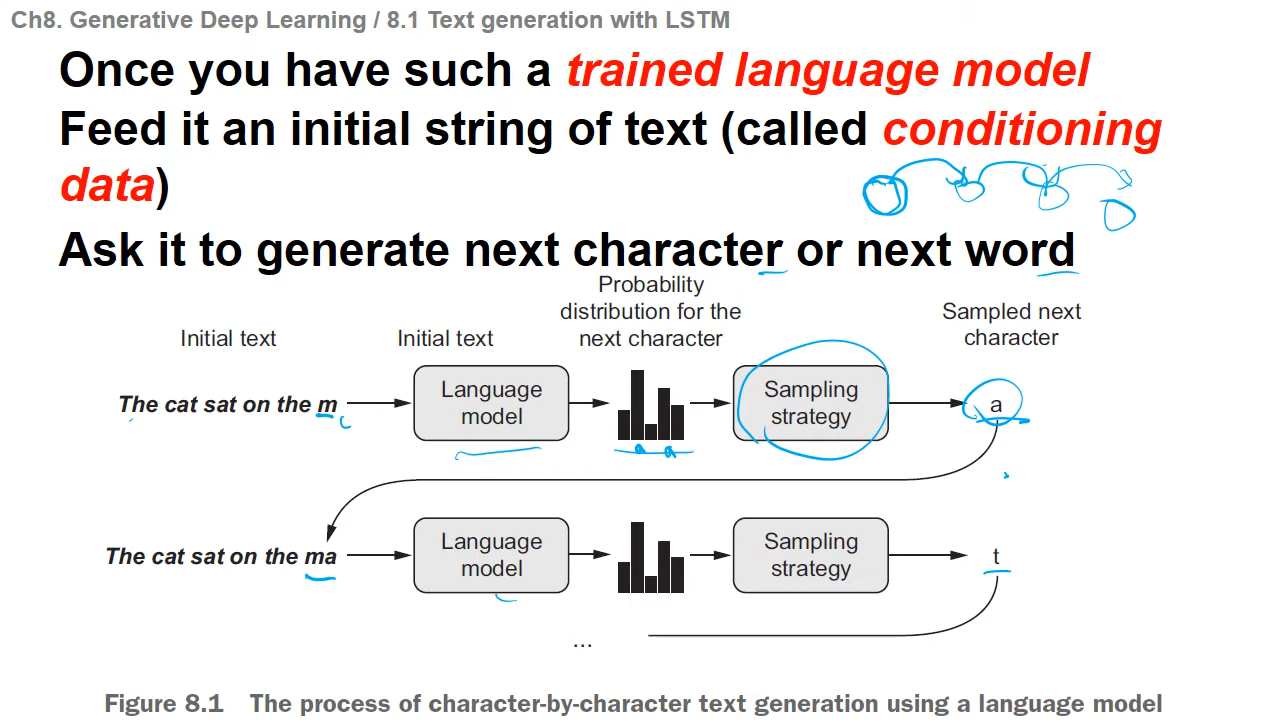 Ch8. Generative Deep Learning / 8.1 Text generation with LSTM
Once you have such a trained language model
Feed it an initial string of text (called conditioning
data)
Ask it to generate next character or next word
Initial text
Initial text
Probability
distribution for the
next character
Sampled next
character
The cat sat on the m
Language
model
Sampling
strategy
a
The cat sat on the ma
Language
model
Sampling
strategy
t
...
Figure 8.1 The process of character-by-character text generation using a language model